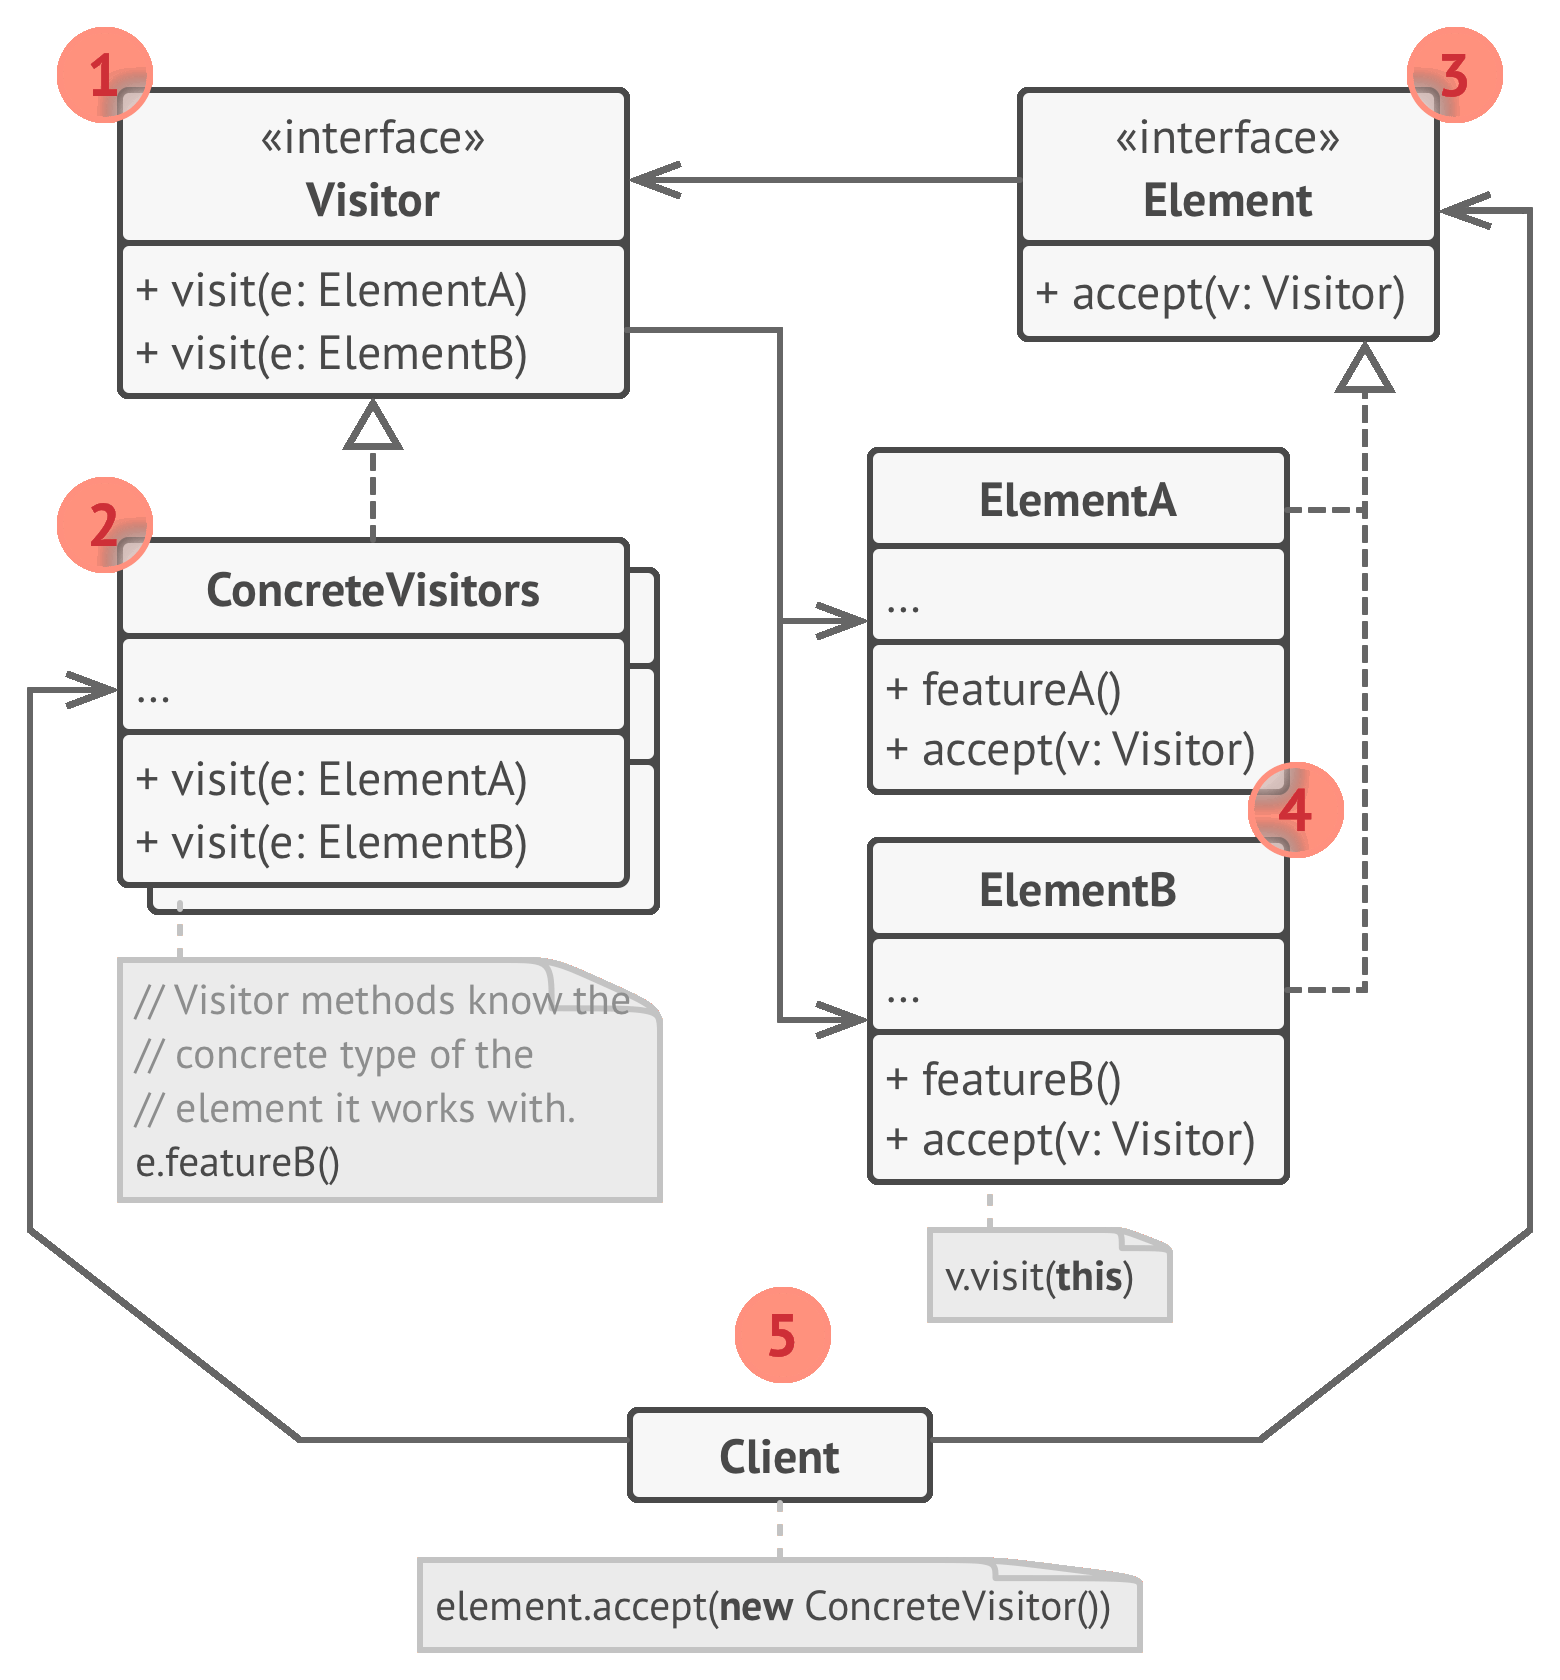 1
«interface»
Visitor
+ visit(e: ElementA)
+ visit(e: ElementB)
3
«interface»
Element
+ accept(v: Visitor)
2
ConcreteVisitors
...
+ visit(e: ElementA)
+ visit(e: ElementB)
// Visitor methods know the
// concrete type of the
// element it works with.
e.featureB()
ElementA
...
+ featureA()
+ accept(v: Visitor)
4
ElementB
...
+ featureB()
+ accept(v: Visitor)
v.visit(this)
5
Client
element.accept(new ConcreteVisitor())